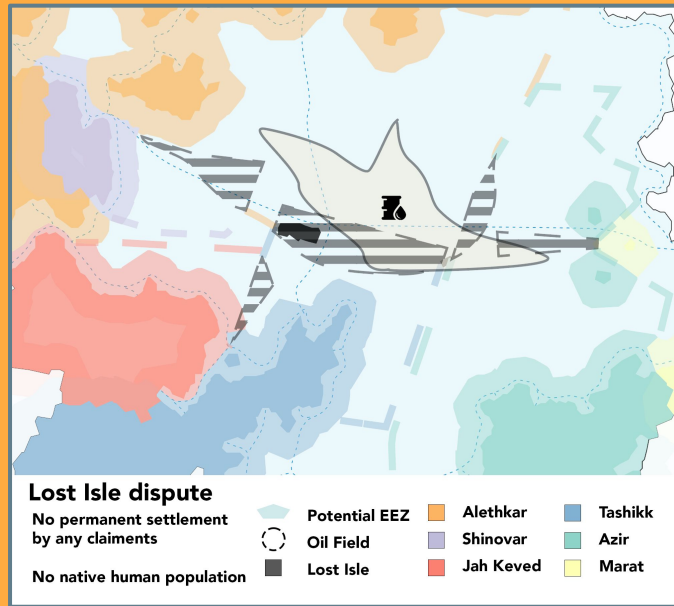 Lost Isle dispute
No permanent settlement
by any claiments
No native human population
Potential EEZ
Oil Field
Lost Isle
Alethkar
Shinovar
Jah Keved
Tashikk
Azir
Marat